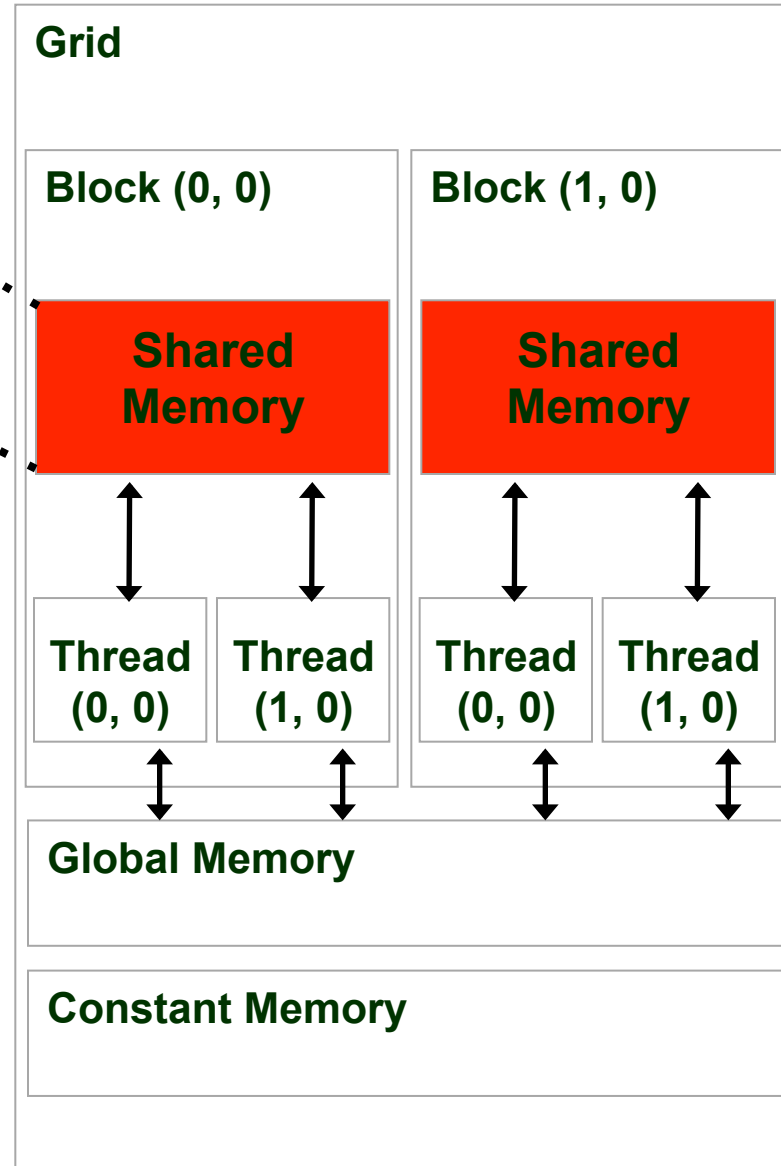 Grid
Block (0, 0)
Block (1, 0)
Shared
Memory
Shared
Memory
Thread
(0, 0)
Thread
(1, 0)
Thread
(0, 0)
Thread
(1, 0)
Global Memory
Constant Memory